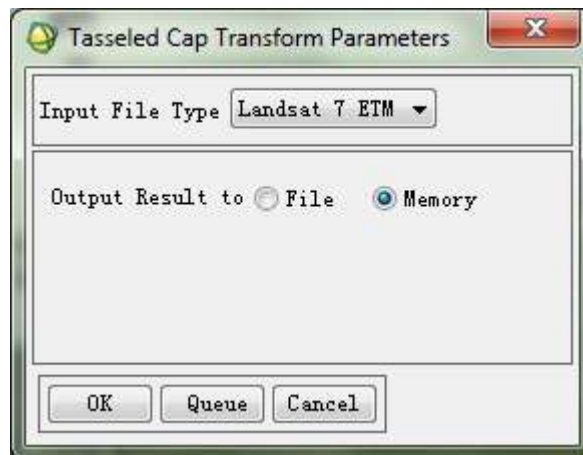 Tasseled Cap Transform Parameters
Input File Type Landsat 7 ETM
Output Result to File Memory
OK Queue Cancel